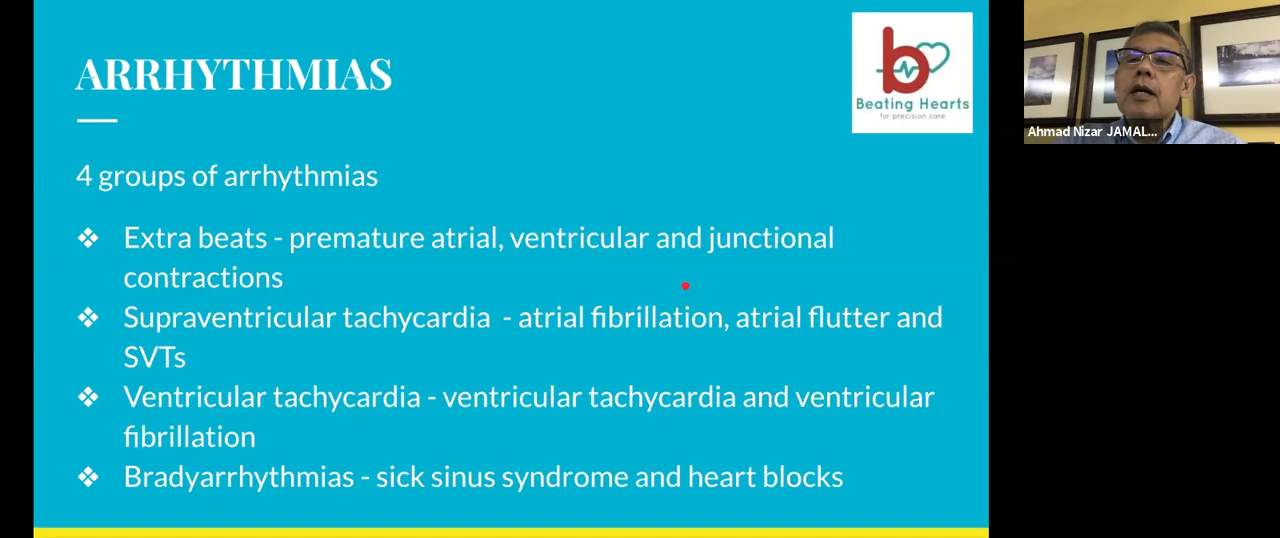 ARRHYTHMIAS
b
Beating Hearts
for precision care
4 groups of arrhythmias
❖ Extra beats - premature atrial, ventricular and junctional
contractions
❖ Supraventricular tachycardia - atrial fibrillation, atrial flutter and
SVTs
❖ Ventricular tachycardia - ventricular tachycardia and ventricular
fibrillation
❖ Bradyarrhythmias - sick sinus syndrome and heart blocks
Ahmad Nizar JAMAL...